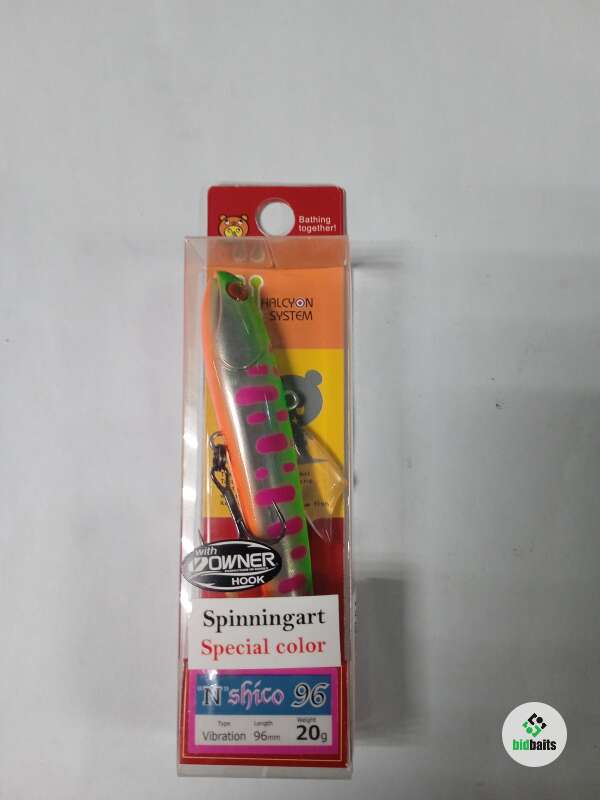 Bathing
together!
HALCYON
SYSTEM
with
OWNER
HOOK
Spinningart
Special color
"N"shico 96
Type
Length
Weight
Vibration
96mm
20g
bidbaits